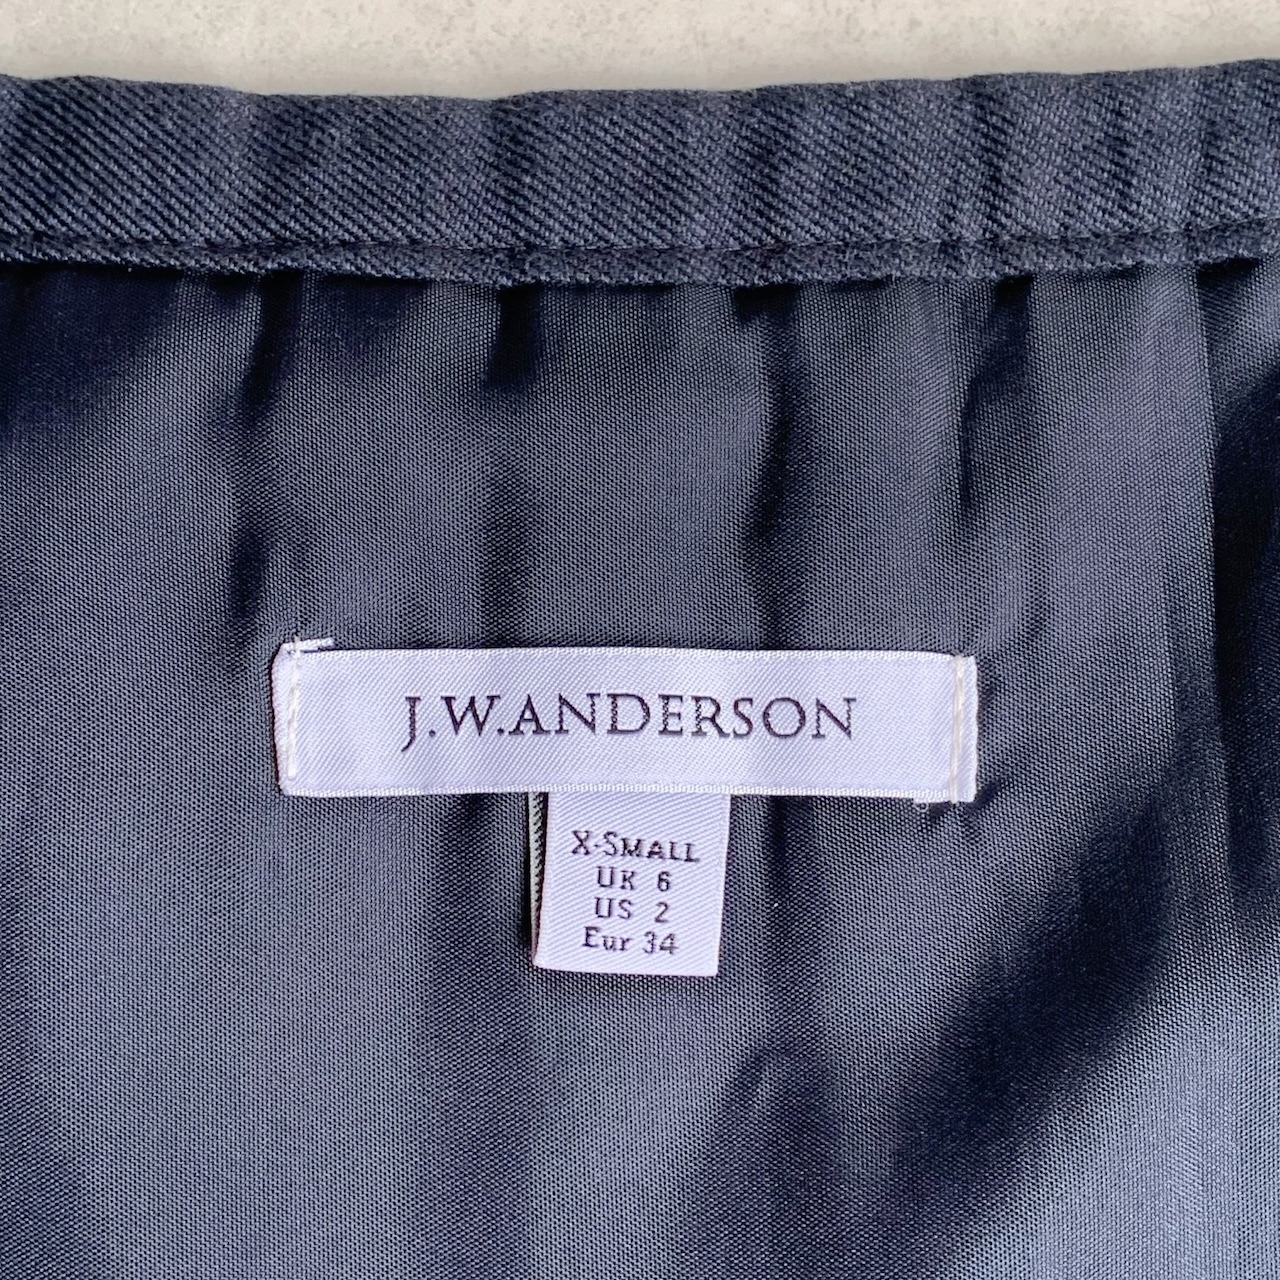 J.W.ANDERSON
X-SMALL
UK 6
US 2
Eur 34